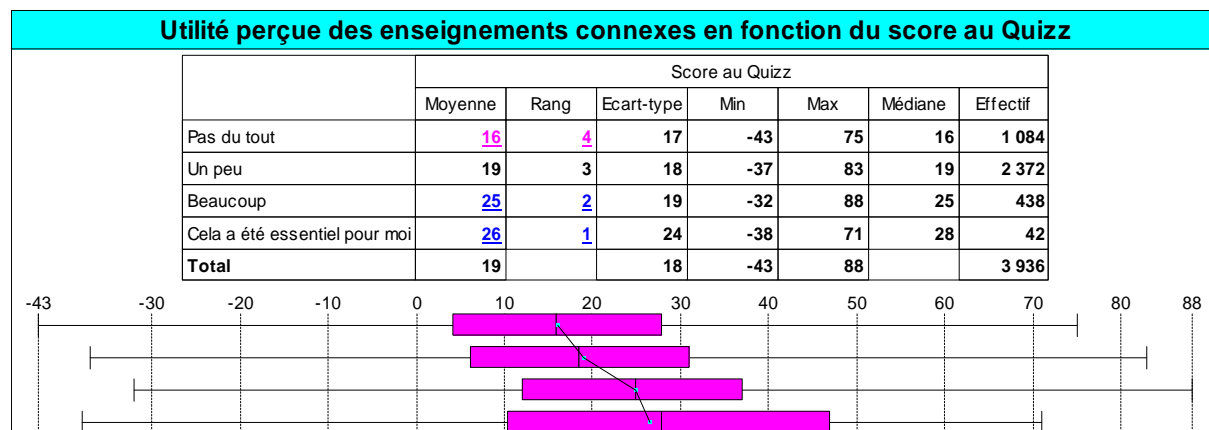 Utilité perçue des enseignements connexes en fonction du score au Quizz
Score au Quizz
Moyenne Rang Ecart-type Min Max Médiane Effectif
Pas du tout 16 4 17 -43 75 16 1 084
Un peu 19 3 18 -37 83 19 2 372
Beaucoup 25 2 19 -32 88 25 438
Cela a été essentiel pour moi 26 1 24 -38 71 28 42
Total 19 18 -43 88 3 936
-43 -30 -20 -10 0 10 20 30 40 50 60 70 80 88